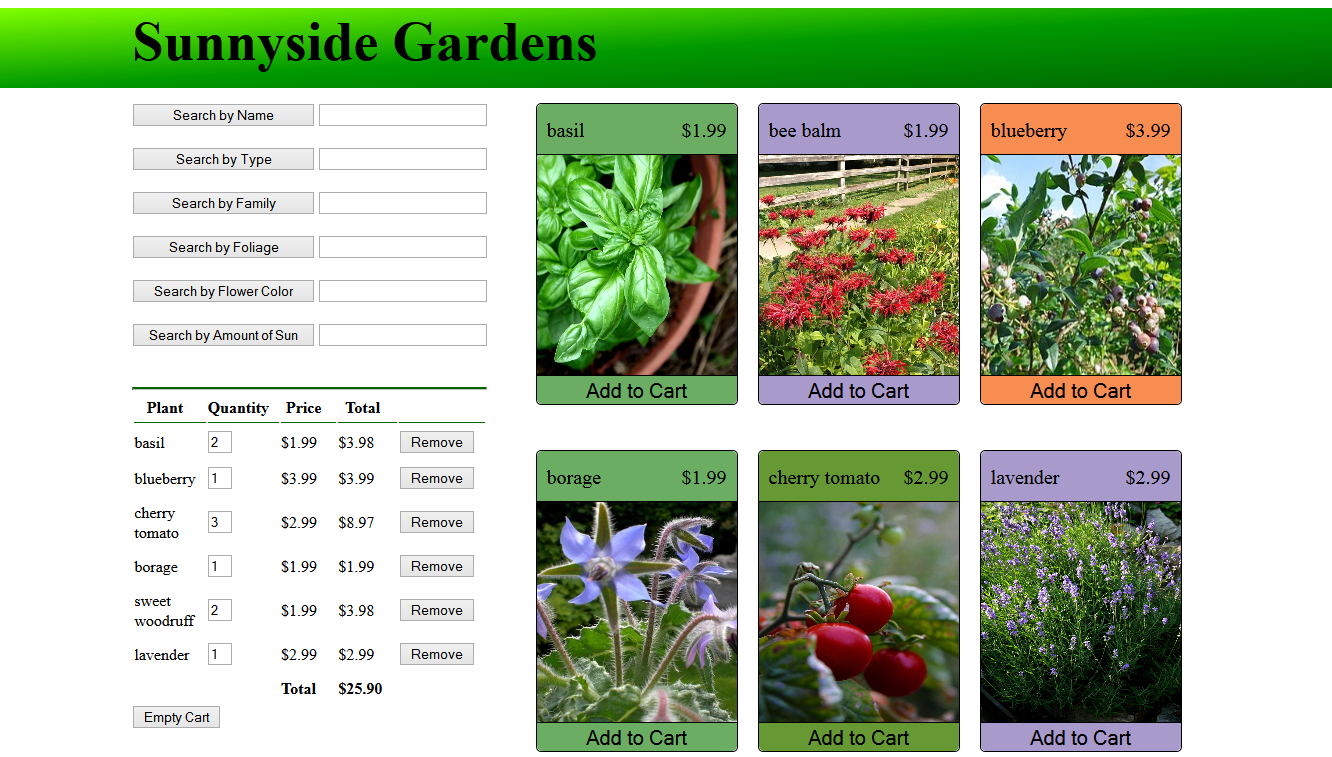 Sunnyside Gardens
Search by Name
Search by Type
Search by Family
Search by Foliage
Search by Flower Color
Search by Amount of Sun
Plant Quantity Price Total
basil 2 $1.99 $3.98 Remove
blueberry 1 $3.99 $3.99 Remove
cherry
tomato 3 $2.99 $8.97 Remove
borage 1 $1.99 $1.99 Remove
sweet
woodruff 2 $1.99 $3.98 Remove
lavender 1 $2.99 $2.99 Remove
Total $25.90
Empty Cart
basil $1.99
Add to Cart
bee balm $1.99
Add to Cart
blueberry $3.99
Add to Cart
borage $1.99
Add to Cart
cherry tomato $2.99
Add to Cart
lavender $2.99
Add to Cart